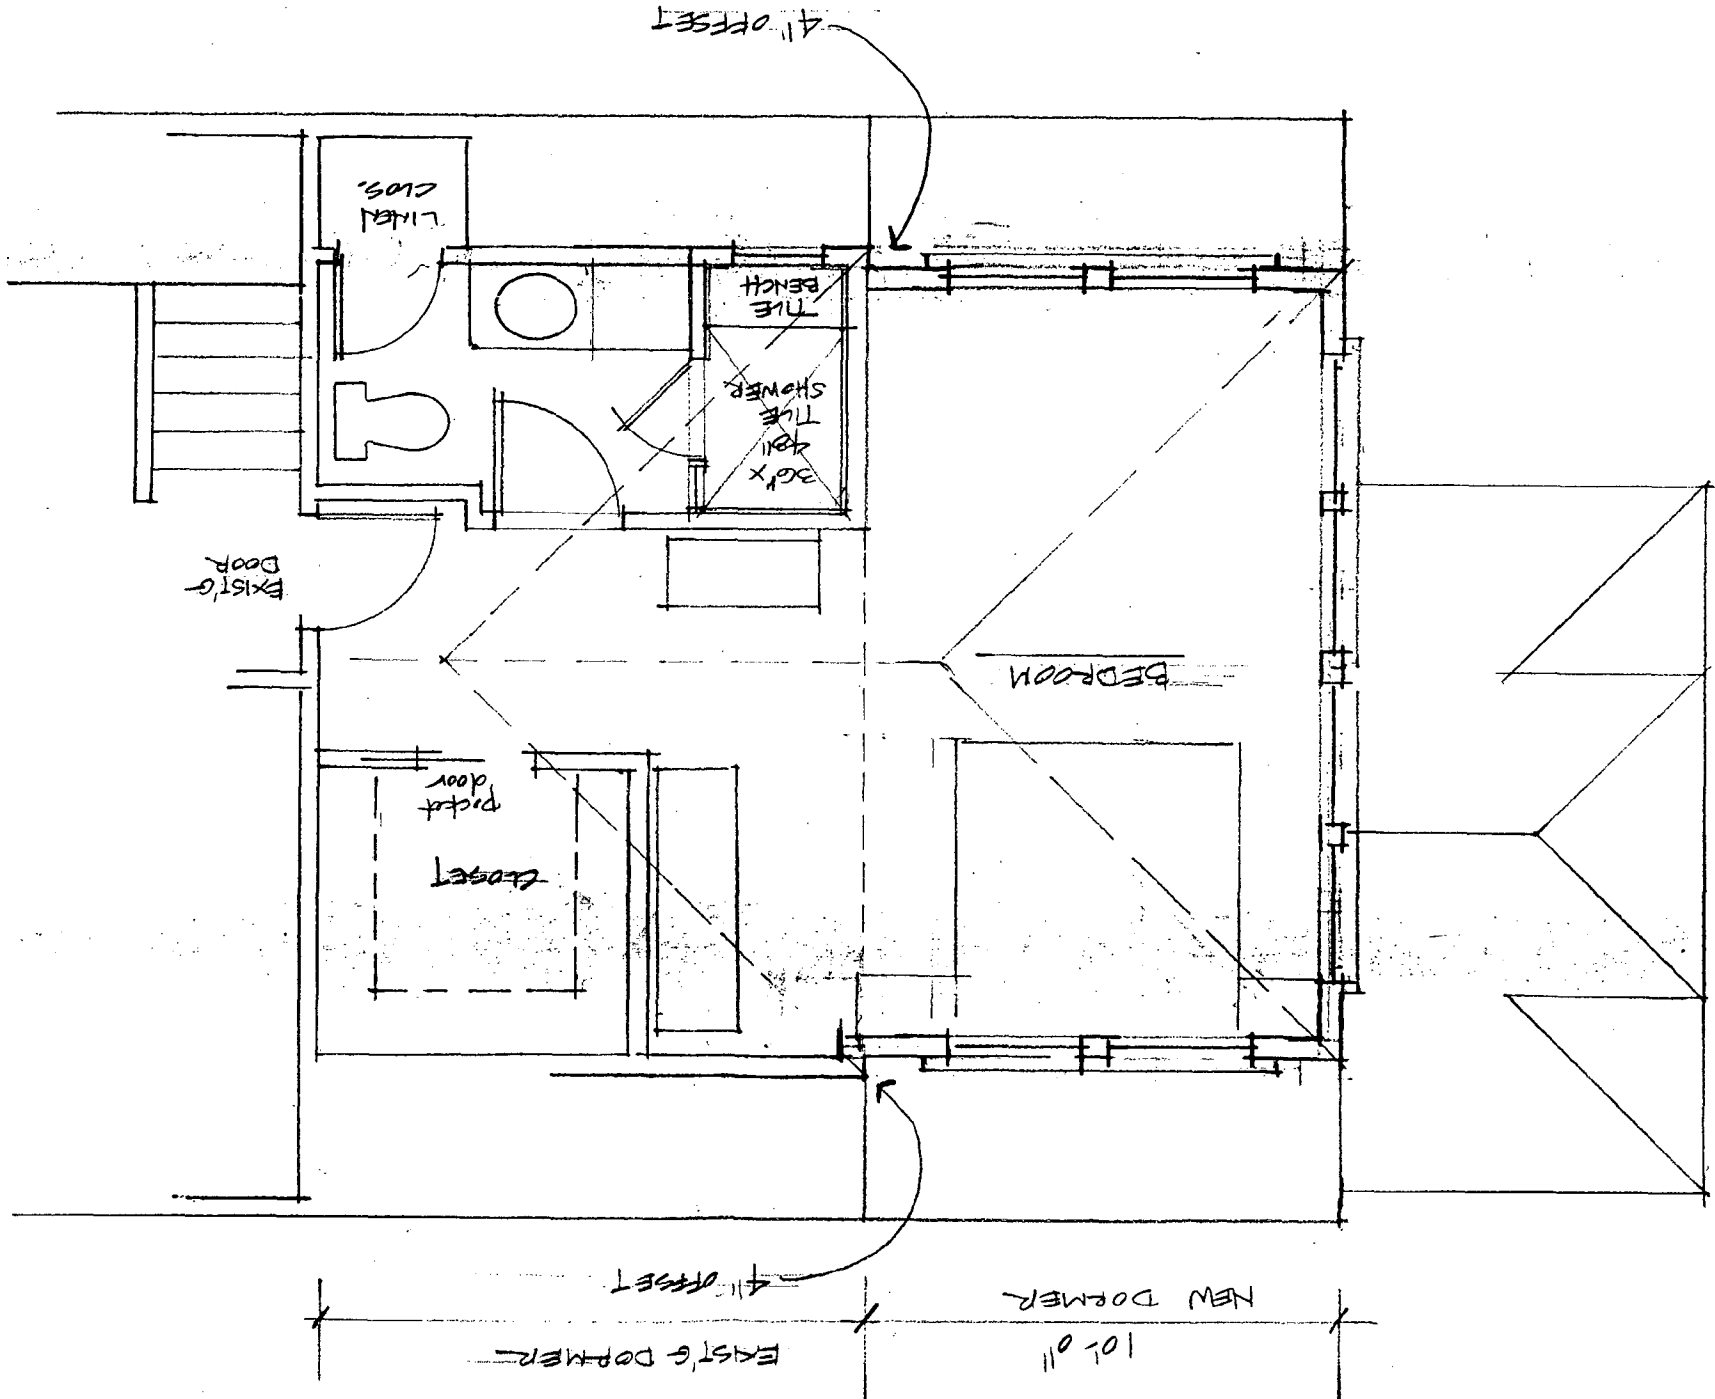 10'-0"
NEW DORMER
EXIST'G DORMER
4" OFFSET
CLOSET
pocket
door
BEDROOM
EXIST'G
DOOR
36"x
48"
TILE
SHOWER
TILE
BENCH
LINEN
CLOS.
4" OFFSET